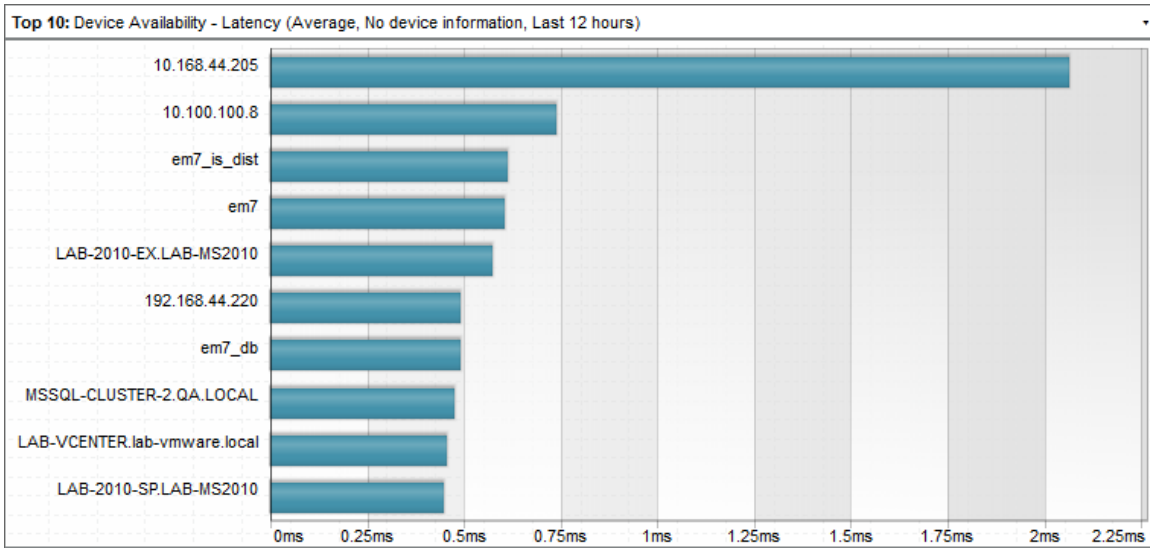 Top 10: Device Availability - Latency (Average, No device information, Last 12 hours)
10.168.44.205
10.100.100.8
em7_is_dist
em7
LAB-2010-EX.LAB-MS2010
192.168.44.220
em7_db
MSSQL-CLUSTER-2.QA.LOCAL
LAB-VCENTER.lab-vmware.local
LAB-2010-SP.LAB-MS2010
0ms 0.25ms 0.5ms 0.75ms 1ms 1.25ms 1.5ms 1.75ms 2ms 2.25ms